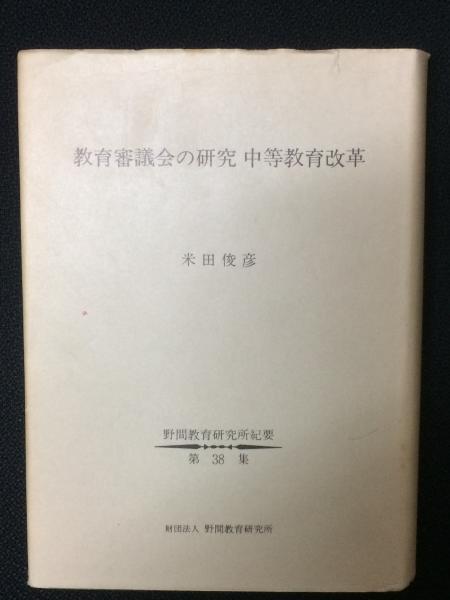 教育審議会の研究 中等教育改革
米田俊彦
野間教育研究所紀要
第 38 集
財団法人 野間教育研究所